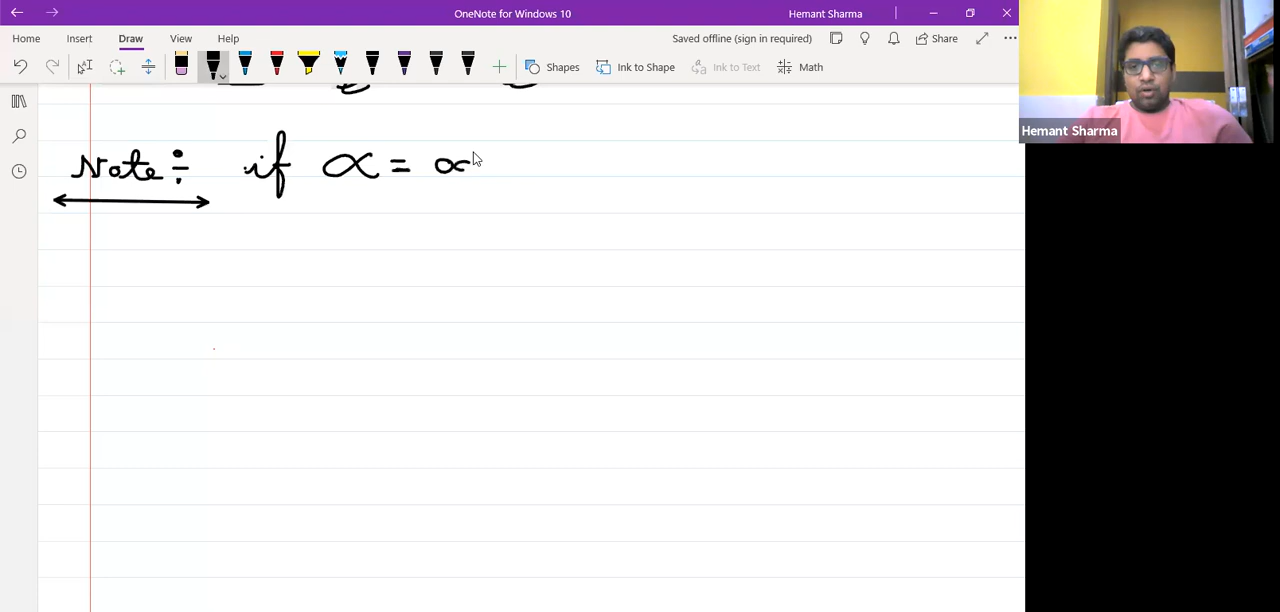 OneNote for Windows 10
Hemant Sharma
Home Insert Draw View Help
Saved offline (sign in required) Share
Shapes Ink to Shape Ink to Text Math
Hemant Sharma
Note ÷ if α = α